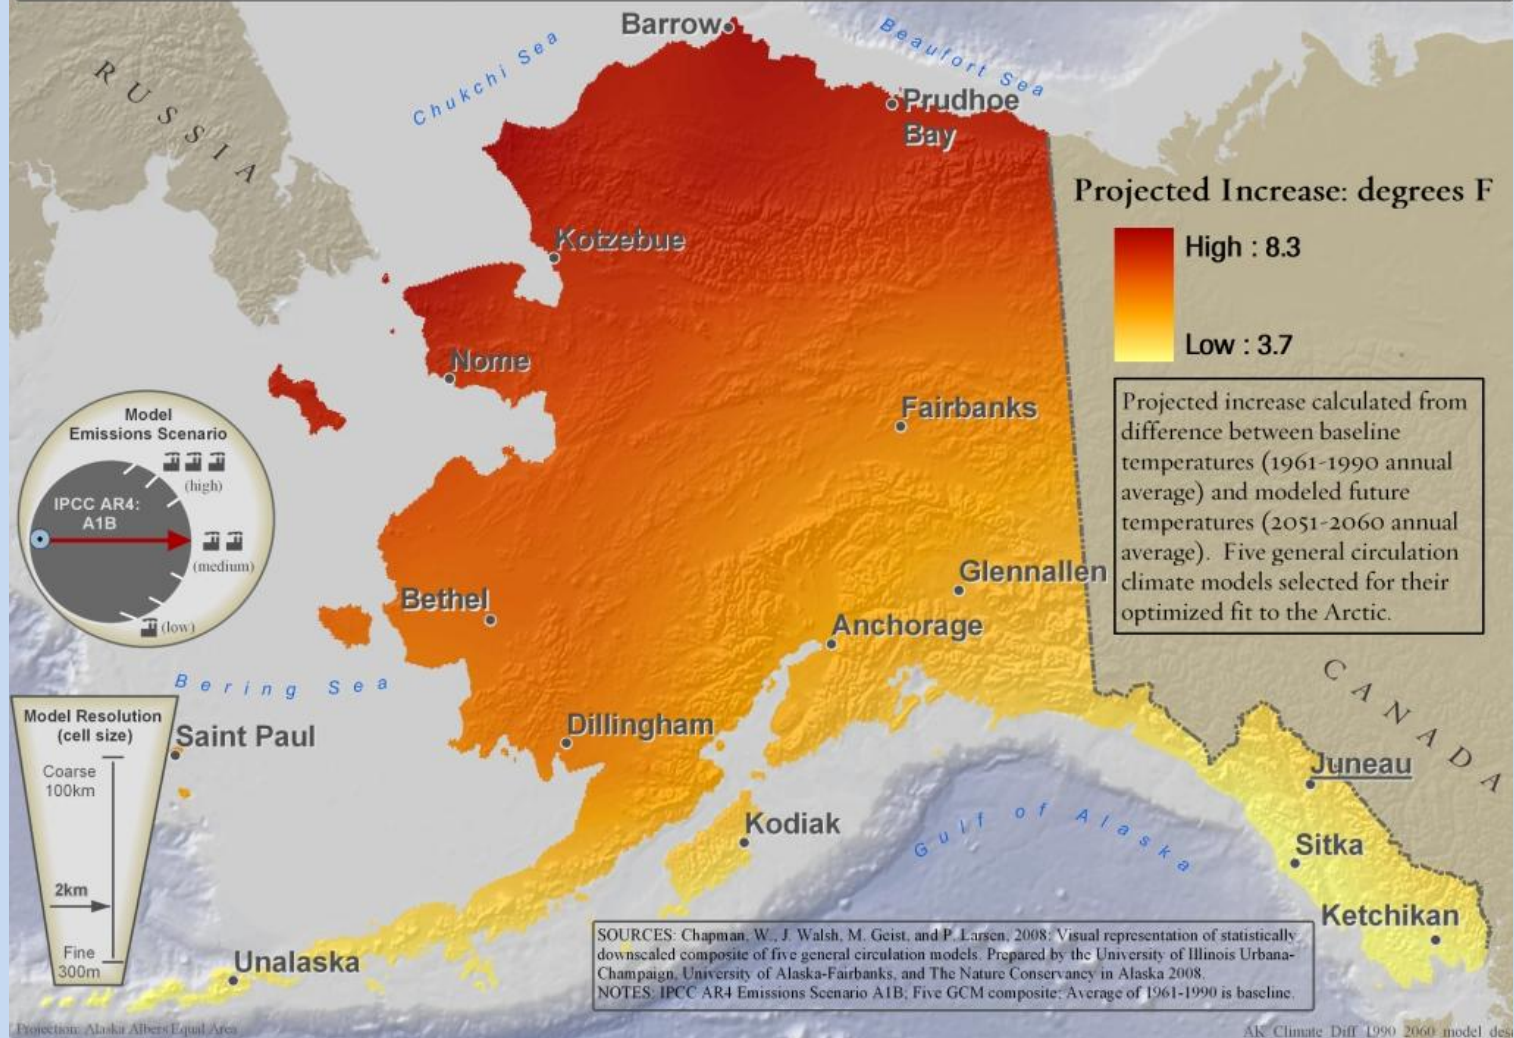 Barrow
Beaufort Sea
Chukchi Sea
RUSSIA
Prudhoe
Bay
Projected Increase: degrees F
High : 8.3
Low : 3.7
Kotzebue
Nome
Fairbanks
Projected increase calculated from
difference between baseline
temperatures (1961-1990 annual
average) and modeled future
temperatures (2051-2060 annual
average). Five general circulation
climate models selected for their
optimized fit to the Arctic.
Model
Emissions Scenario
(high)
IPCC AR4:
A1B
(medium)
(low)
Glennallen
Bethel
Anchorage
CANADA
Bering Sea
Model Resolution
(cell size)
Coarse
100km
2km
Fine
300m
Saint Paul
Dillingham
Juneau
Kodiak
Gulf of Alaska
Sitka
Ketchikan
Unalaska
SOURCES: Chapman, W., J. Walsh, M. Geist, and P. Larsen, 2008: Visual representation of statistically
downscaled composite of five general circulation models. Prepared by the University of Illinois Urbana-
Champaign, University of Alaska-Fairbanks, and The Nature Conservancy in Alaska 2008.
NOTES: IPCC AR4 Emissions Scenario A1B; Five GCM composite; Average of 1961-1990 is baseline.
Projection: Alaska Albers Equal Area
AK_Climate_Diff_1990_2060_model_des